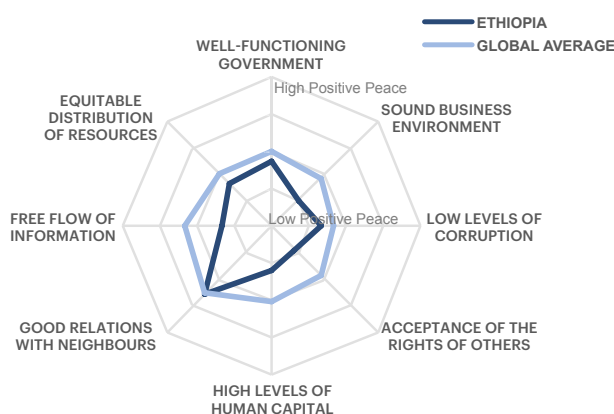 ETHIOPIA
GLOBAL AVERAGE
WELL-FUNCTIONING
GOVERNMENT
High Positive Peace
EQUITABLE
DISTRIBUTION
OF RESOURCES
SOUND BUSINESS
ENVIRONMENT
FREE FLOW OF
INFORMATION
Low Positive Peace
LOW LEVELS OF
CORRUPTION
GOOD RELATIONS
WITH NEIGHBOURS
ACCEPTANCE OF THE
RIGHTS OF OTHERS
HIGH LEVELS OF
HUMAN CAPITAL